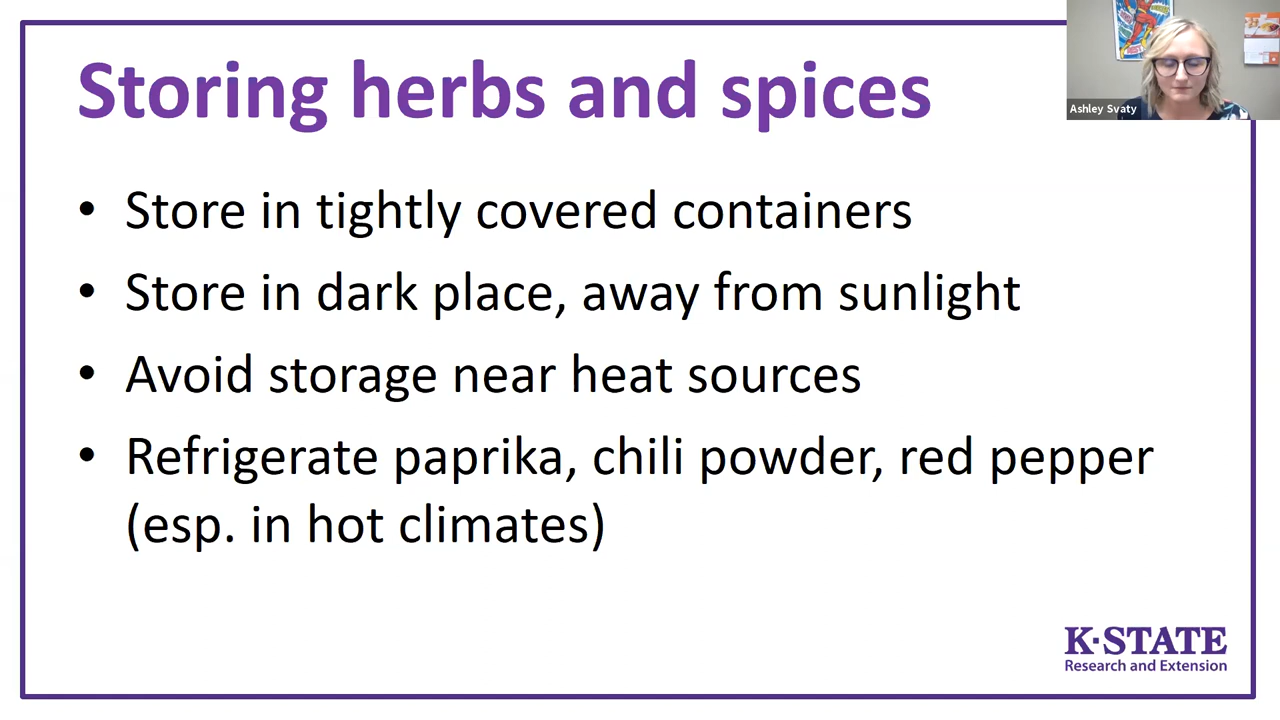 Storing herbs and spices
Ashley Svaty
• Store in tightly covered containers
• Store in dark place, away from sunlight
• Avoid storage near heat sources
• Refrigerate paprika, chili powder, red pepper
(esp. in hot climates)
K·STATE
Research and Extension